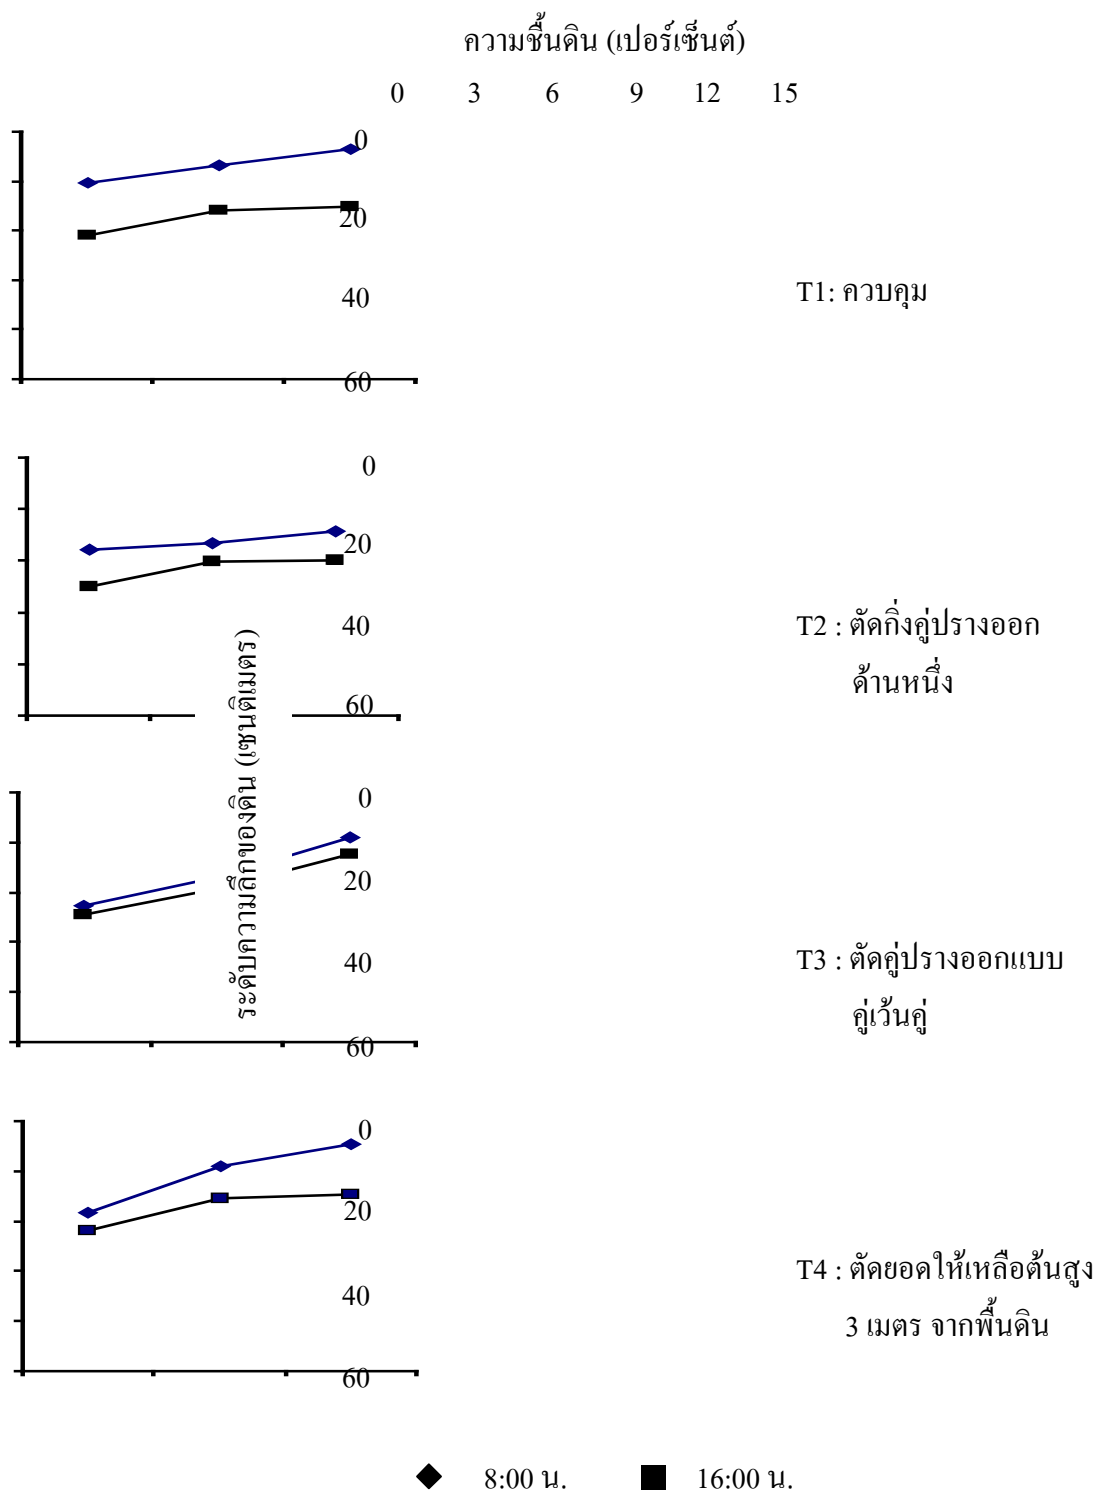 ความชื้นดิน (เปอร์เซ็นต์)
0 3 6 9 12 15
0
20
40
60
T1: ควบคุม
0
20
40
60
T2 : ตัดกิ่งคู่ปรางออก
ด้านหนึ่ง
ระดับความลึกของดิน (เซนติเมตร)
0
20
40
60
T3 : ตัดคู่ปรางออกแบบ
คู่เว้นคู่
0
20
40
60
T4 : ตัดยอดให้เหลือต้นสูง
3 เมตร จากพื้นดิน
8:00 น. 16:00 น.